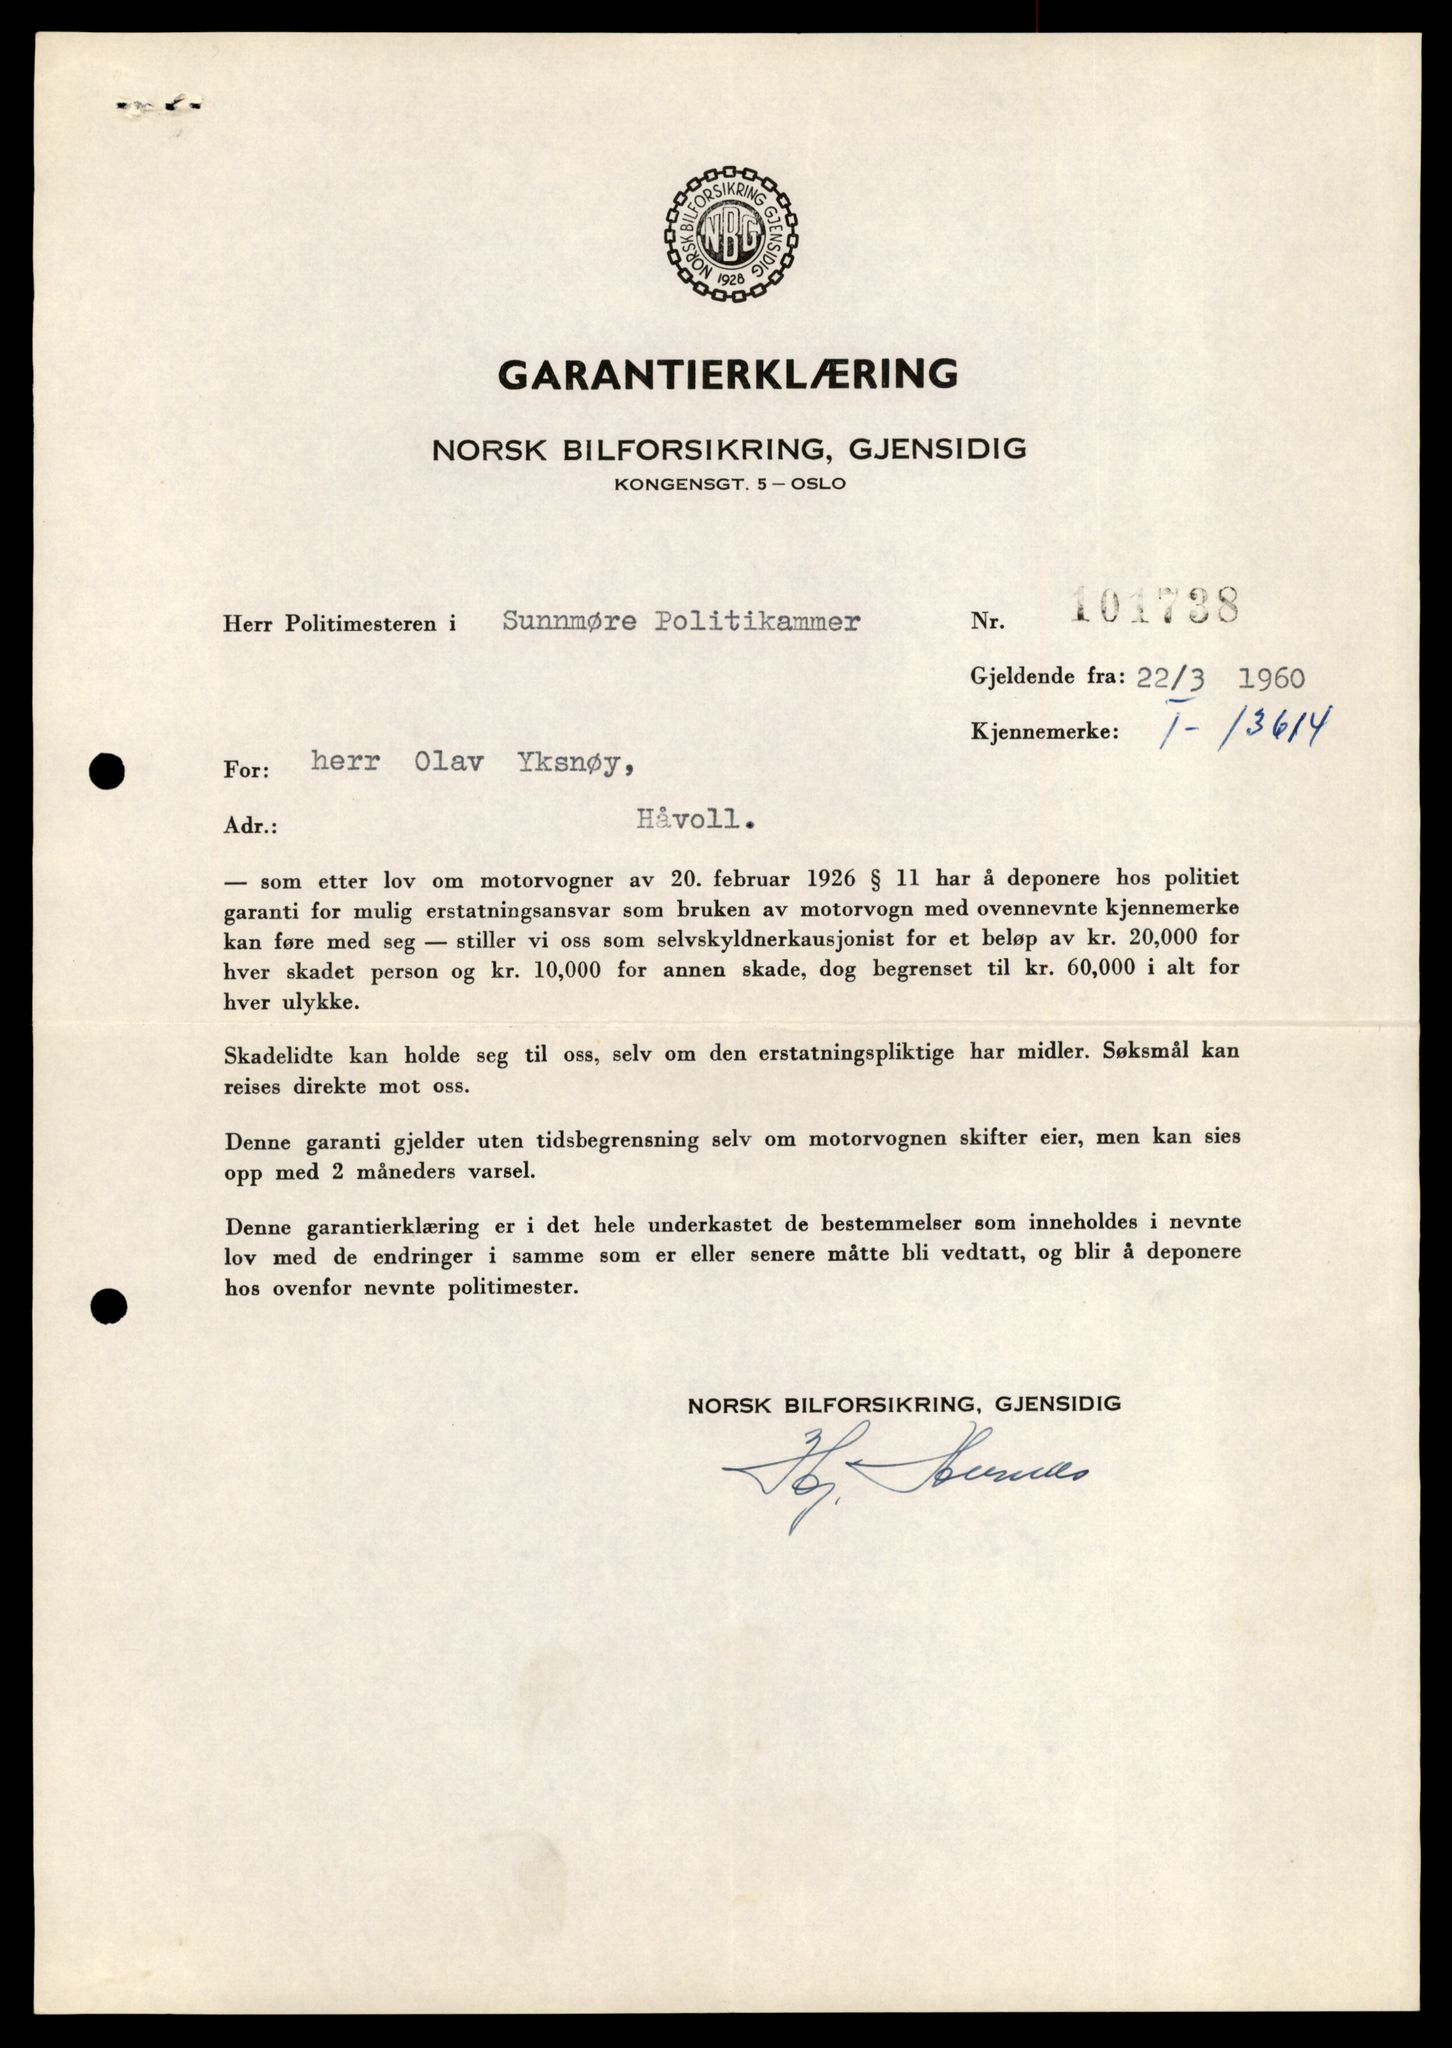 NORSK BILFORSIKRING GJENSIDIG
NBG
1928
GARANTIERKLÆRING
NORSK BILFORSIKRING, GJENSIDIG
KONGENSGT. 5 – OSLO
Herr Politimesteren i Sunnmøre Politikammer
Nr. 101738
Gjeldende fra: 22/3 1960
Kjennemerke: T- 13614
For: herr Olav Yksnøy,
Adr.: Håvoll.
— som etter lov om motorvogner av 20. februar 1926 § 11 har å deponere hos politiet
garanti for mulig erstatningsansvar som bruken av motorvogn med ovennevnte kjennemerke
kan føre med seg — stiller vi oss som selvskyldnerkausjonist for et beløp av kr. 20,000 for
hver skadet person og kr. 10,000 for annen skade, dog begrenset til kr. 60,000 i alt for
hver ulykke.
Skadelidte kan holde seg til oss, selv om den erstatningspliktige har midler. Søksmål kan
reises direkte mot oss.
Denne garanti gjelder uten tidsbegrensning selv om motorvognen skifter eier, men kan sies
opp med 2 måneders varsel.
Denne garantierklæring er i det hele underkastet de bestemmelser som inneholdes i nevnte
lov med de endringer i samme som er eller senere måtte bli vedtatt, og blir å deponere
hos ovenfor nevnte politimester.
NORSK BILFORSIKRING, GJENSIDIG
Hj.